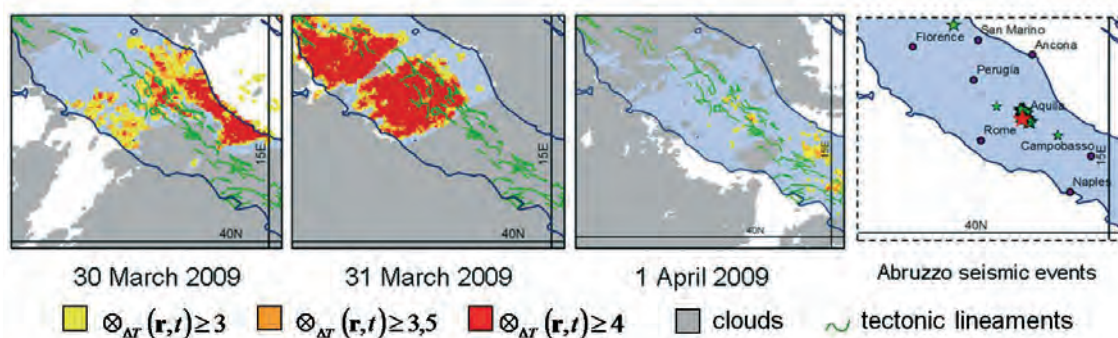 15E
40N
15E
40N
15E
40N
Florence
San Marino
Ancona
Perugia
Aquila
Rome
Campobasso
Naples
15E
40N
30 March 2009
31 March 2009
1 April 2009
Abruzzo seismic events
⊗ΔT (r,t) ≥ 3
⊗ΔT (r,t) ≥ 3,5
⊗ΔT (r,t) ≥ 4
clouds
tectonic lineaments